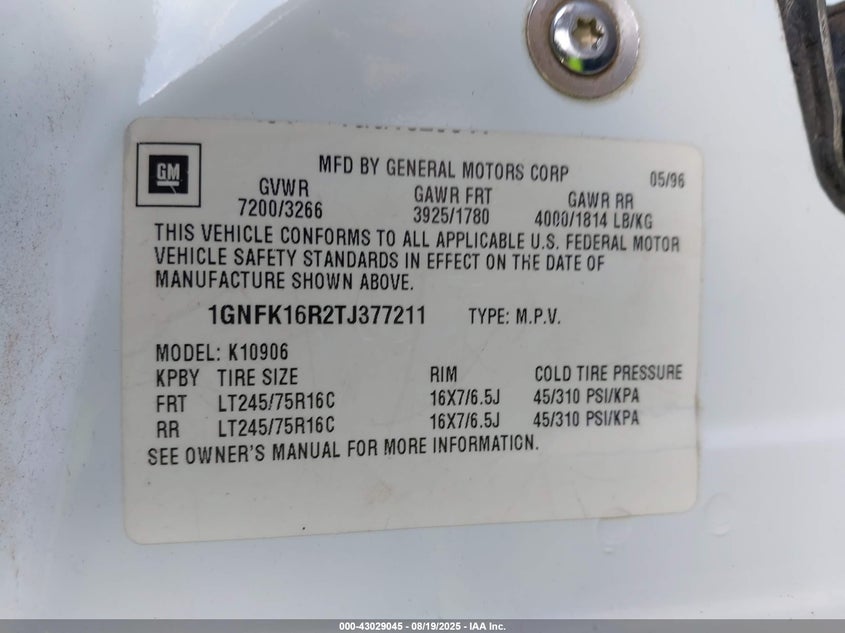 GM
MFD BY GENERAL MOTORS CORP 05/96
GVWR GAWR FRT GAWR RR
7200/3266 3925/1780 4000/1814 LB/KG
THIS VEHICLE CONFORMS TO ALL APPLICABLE U.S. FEDERAL MOTOR
VEHICLE SAFETY STANDARDS IN EFFECT ON THE DATE OF
MANUFACTURE SHOWN ABOVE.
1GNFK16R2TJ377211 TYPE: M.P.V.
MODEL: K10906
KPBY TIRE SIZE RIM COLD TIRE PRESSURE
FRT LT245/75R16C 16X7/6.5J 45/310 PSI/KPA
RR LT245/75R16C 16X7/6.5J 45/310 PSI/KPA
SEE OWNER'S MANUAL FOR MORE INFORMATION.
000-43029045 - 08/19/2025 - IAA Inc.